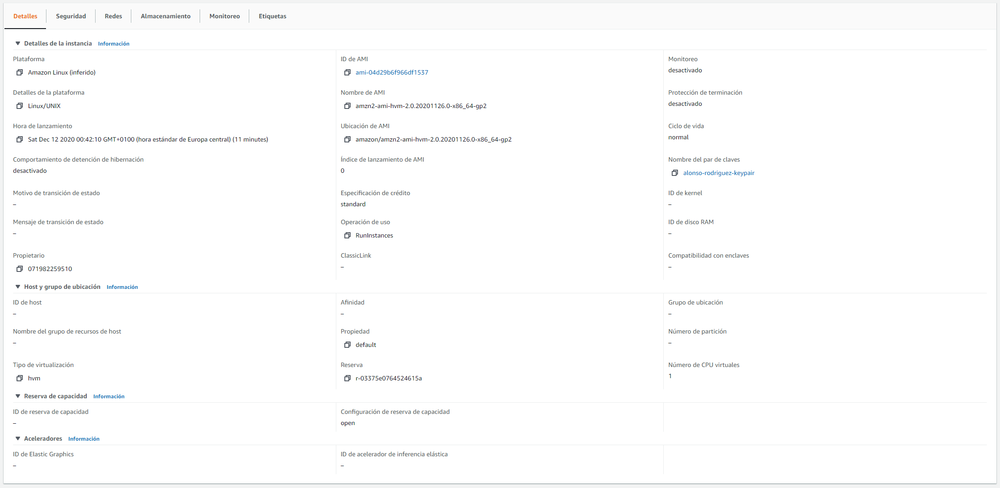 Detalles
Seguridad
Redes
Almacenamiento
Monitoreo
Etiquetas
Detalles de la instancia Información
Plataforma
Amazon Linux (inferido)
ID de AMI
ami-04d29b6f966df1537
Monitoreo
desactivado
Detalles de la plataforma
Linux/UNIX
Nombre de AMI
amzn2-ami-hvm-2.0.20201126.0-x86_64-gp2
Protección de terminación
desactivado
Hora de lanzamiento
Sat Dec 12 2020 00:42:10 GMT+0100 (hora estándar de Europa central) (11 minutes)
Ubicación de AMI
amazon/amzn2-ami-hvm-2.0.20201126.0-x86_64-gp2
Ciclo de vida
normal
Comportamiento de detención de hibernación
desactivado
Índice de lanzamiento de AMI
0
Nombre del par de claves
alonso-rodriguez-keypair
Motivo de transición de estado
–
Especificación de crédito
standard
ID de kernel
–
Mensaje de transición de estado
–
Operación de uso
RunInstances
ID de disco RAM
–
Propietario
071982259510
ClassicLink
–
Compatibilidad con enclaves
–
Host y grupo de ubicación Información
ID de host
–
Afinidad
–
Grupo de ubicación
–
Nombre del grupo de recursos de host
–
Propiedad
default
Número de partición
–
Tipo de virtualización
hvm
Reserva
r-03375e0764524615a
Número de CPU virtuales
1
Reserva de capacidad Información
ID de reserva de capacidad
–
Configuración de reserva de capacidad
open
Aceleradores Información
ID de Elastic Graphics
–
ID de acelerador de inferencia elástica
–